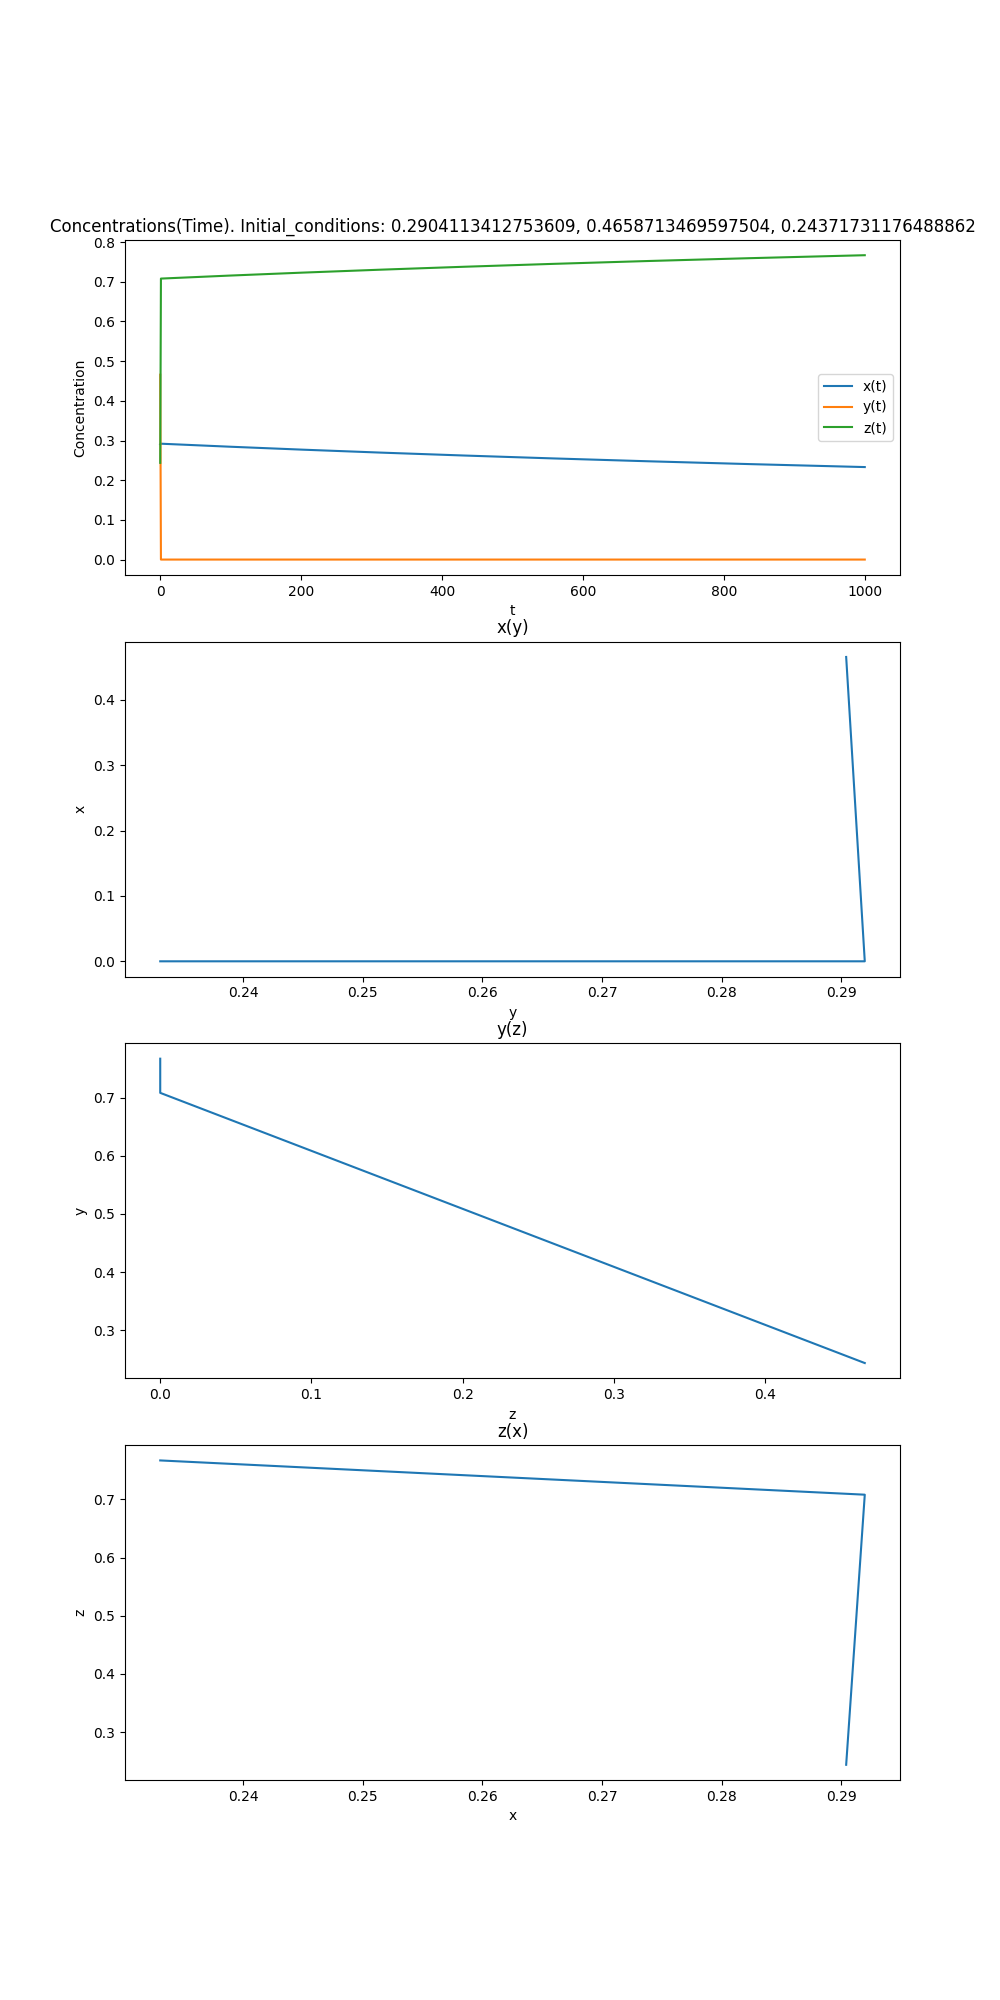 Concentrations(Time). Initial_conditions: 0.2904113412753609, 0.4658713469597504, 0.24371731176488862
0.8
0.7
0.6
0.5
0.4
0.3
0.2
0.1
0.0
Concentration
x(t)
y(t)
z(t)
0 200 400 600 800 1000
t
x(y)
0.4
0.3
0.2
0.1
0.0
x
0.24 0.25 0.26 0.27 0.28 0.29
y
y(z)
0.7
0.6
0.5
0.4
0.3
y
0.0 0.1 0.2 0.3 0.4
z
z(x)
0.7
0.6
0.5
0.4
0.3
z
0.24 0.25 0.26 0.27 0.28 0.29
x